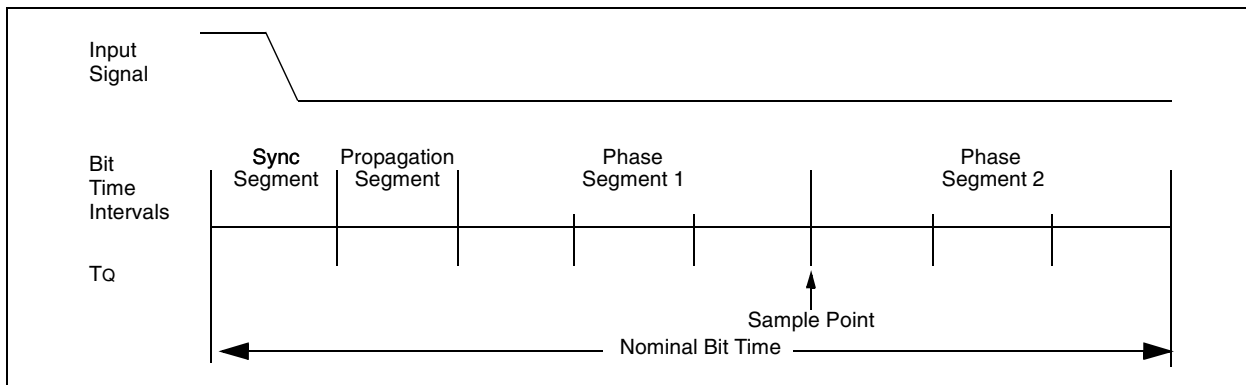 Input
Signal
Bit
Time
Intervals
Sync
Segment
Propagation
Segment
Phase
Segment 1
Phase
Segment 2
TQ
Sample Point
Nominal Bit Time